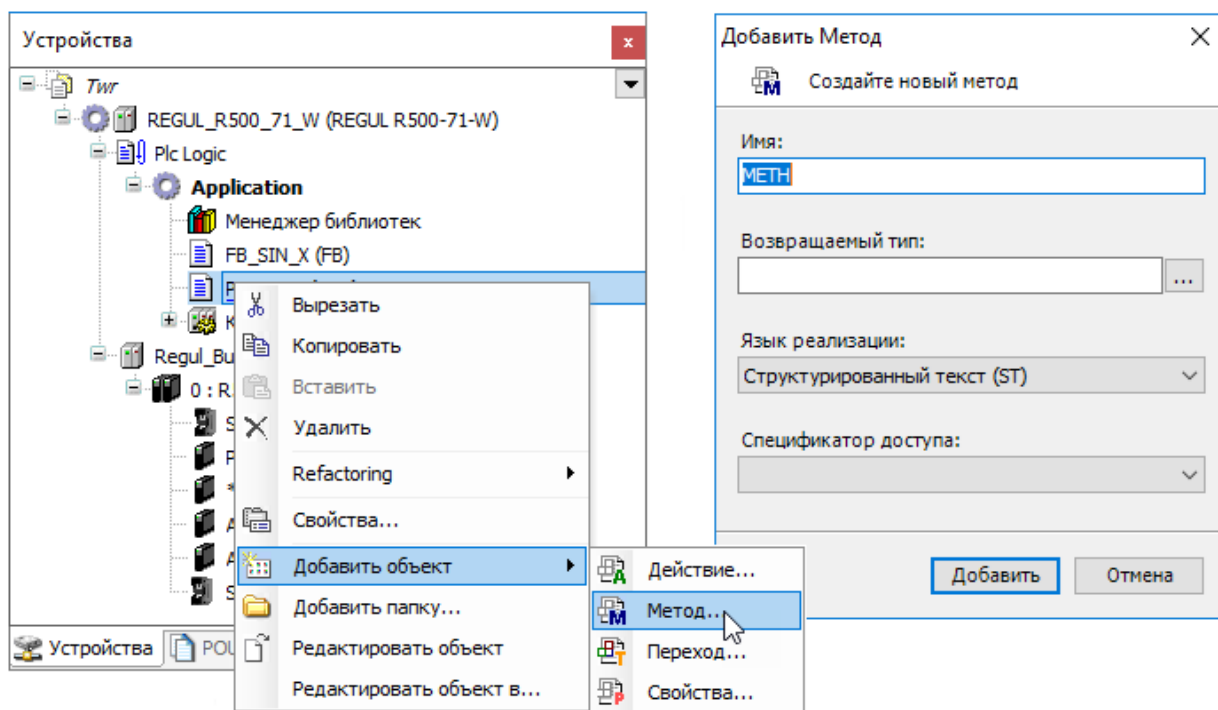 Устройства
Twr
REGUL_R500_71_W (REGUL R500-71-W)
Plc Logic
Application
Менеджер библиотек
FB_SIN_X (FB)
Regul_Bu
0 : R
Вырезать
Копировать
Вставить
Удалить
Refactoring
Свойства...
Добавить объект
Добавить папку...
Редактировать объект
Редактировать объект в...
Действие...
Метод...
Переход...
Свойства...
Устройства
POU
Добавить Метод
Создайте новый метод
Имя:
METH
Возвращаемый тип:
...
Язык реализации:
Структурированный текст (ST)
Спецификатор доступа:
Добавить
Отмена